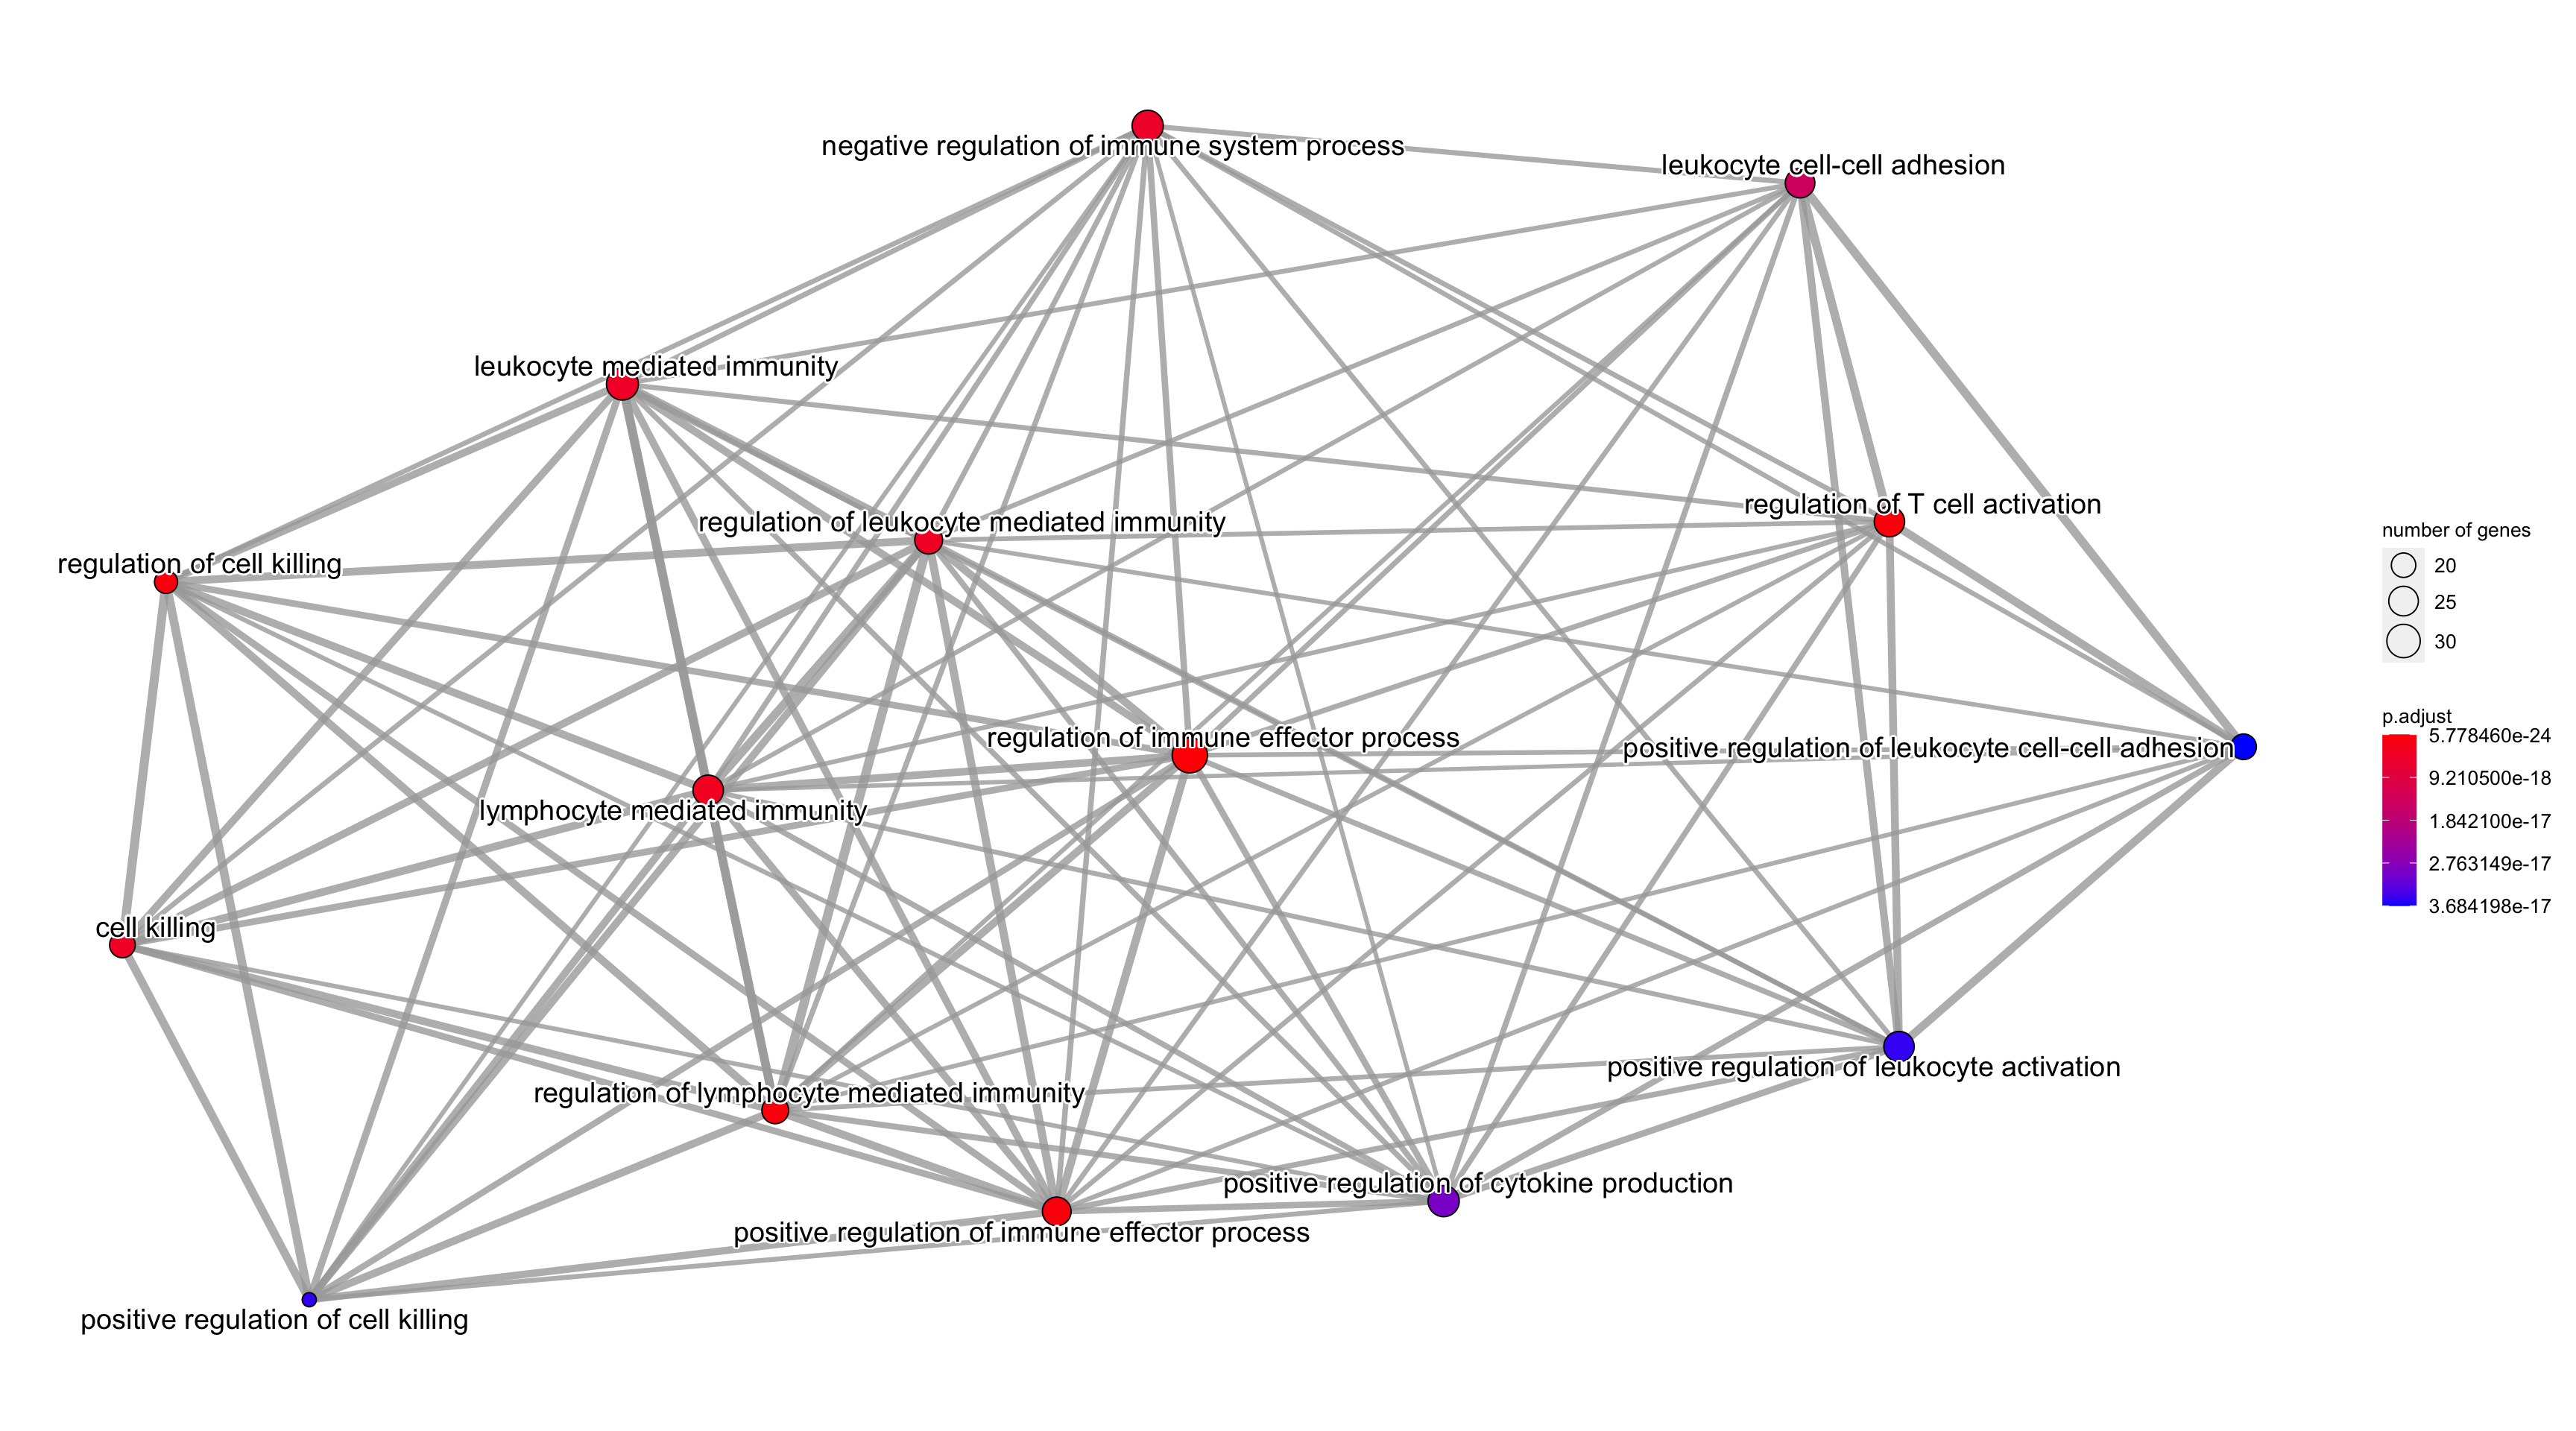 negative regulation of immune system process
leukocyte cell-cell adhesion
leukocyte mediated immunity
regulation of T cell activation
regulation of leukocyte mediated immunity
regulation of cell killing
regulation of immune effector process
positive regulation of leukocyte cell-cell adhesion
lymphocyte mediated immunity
cell killing
positive regulation of leukocyte activation
regulation of lymphocyte mediated immunity
positive regulation of cytokine production
positive regulation of immune effector process
positive regulation of cell killing
number of genes
20
25
30
p.adjust
5.778460e-24
9.210500e-18
1.842100e-17
2.763149e-17
3.684198e-17